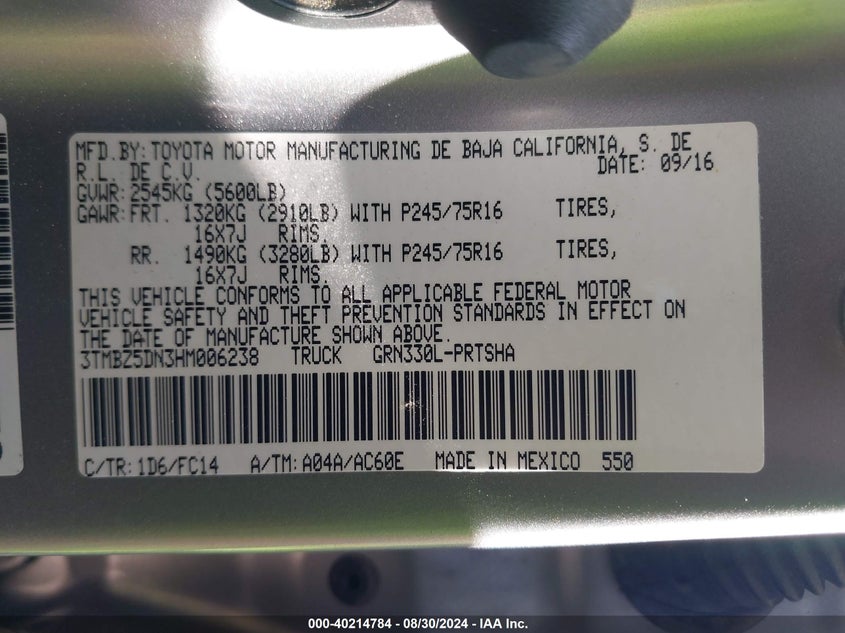 MFD.BY: TOYOTA MOTOR MANUFACTURING DE BAJA CALIFORNIA, S. DE
R.L. DE C.V. DATE: 09/16
GVWR: 2545KG (5600LB)
GAWR: FRT. 1320KG (2910LB) WITH P245/75R16 TIRES,
16X7J RIMS.
RR. 1490KG (3280LB) WITH P245/75R16 TIRES,
16X7J RIMS.
THIS VEHICLE CONFORMS TO ALL APPLICABLE FEDERAL MOTOR
VEHICLE SAFETY AND THEFT PREVENTION STANDARDS IN EFFECT ON
THE DATE OF MANUFACTURE SHOWN ABOVE.
3TMBZ5DN3HM006238 TRUCK GRN330L-PRTSHA
C/TR: 1D6/FC14 A/TM: A04A/AC60E MADE IN MEXICO 550
000-40214784 - 08/30/2024 - IAA Inc.